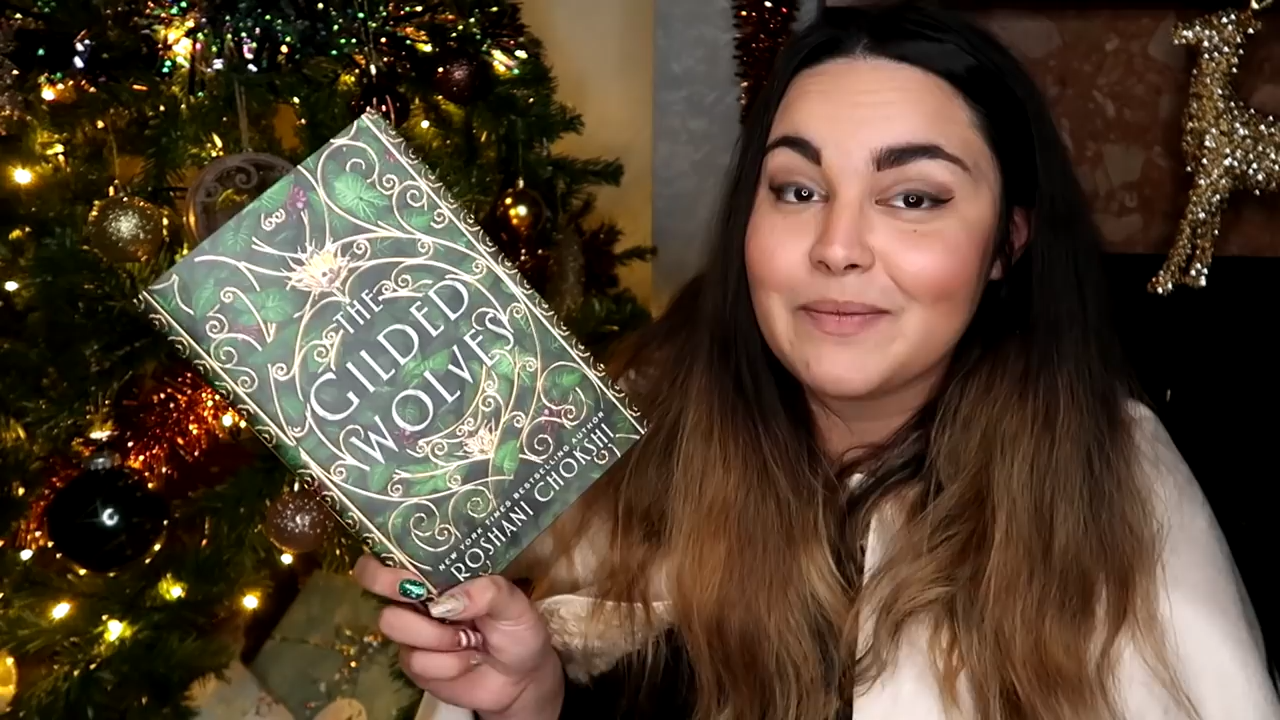 THE
GILDED
WOLVES
NEW YORK TIMES BESTSELLING AUTHOR
ROSHANI CHOKSHI